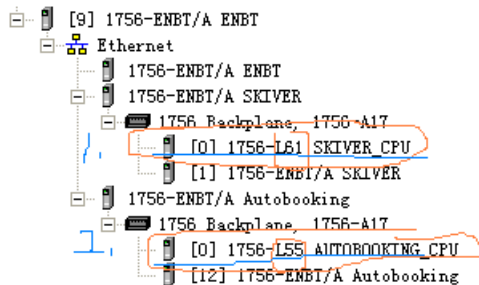 [9] 1756-ENBT/A ENBT
Ethernet
1756-ENBT/A ENBT
1756-ENBT/A SKIVER
1756 Backplane, 1756-A17
1. [0] 1756-L61 SKIVER_CPU
[1] 1756-ENBT/A SKIVER
1756-ENBT/A Autobooking
1756 Backplane, 1756-A17
[0] 1756-L55 AUTOBOOKING_CPU
[12] 1756-ENBT/A Autobooking